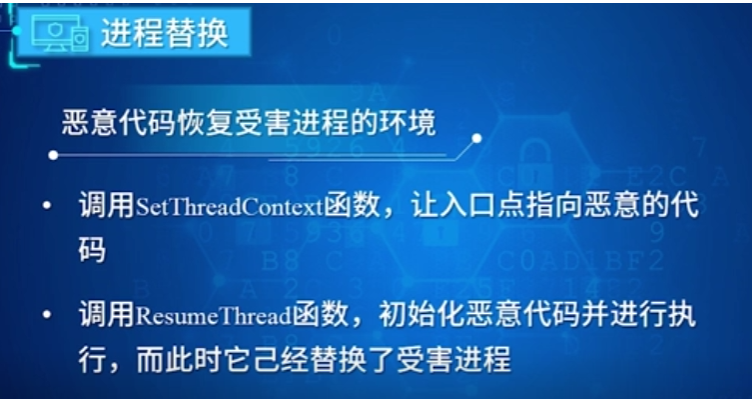 进程替换
恶意代码恢复受害进程的环境
• 调用SetThreadContext函数，让入口点指向恶意的代
码
• 调用ResumeThread函数，初始化恶意代码并进行执
行，而此时它己经替换了受害进程